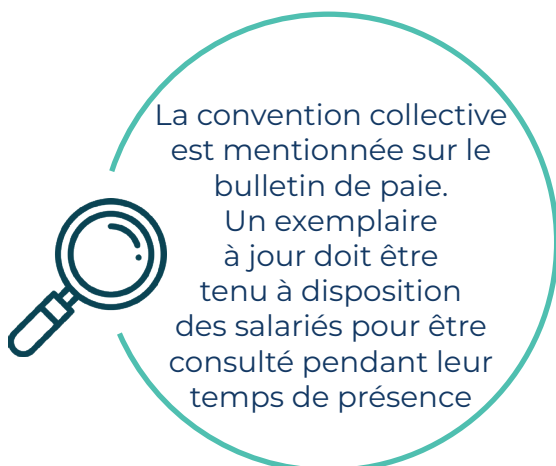 La convention collective
est mentionnée sur le
bulletin de paie.
Un exemplaire
à jour doit être
tenu à disposition
des salariés pour être
consulté pendant leur
temps de présence